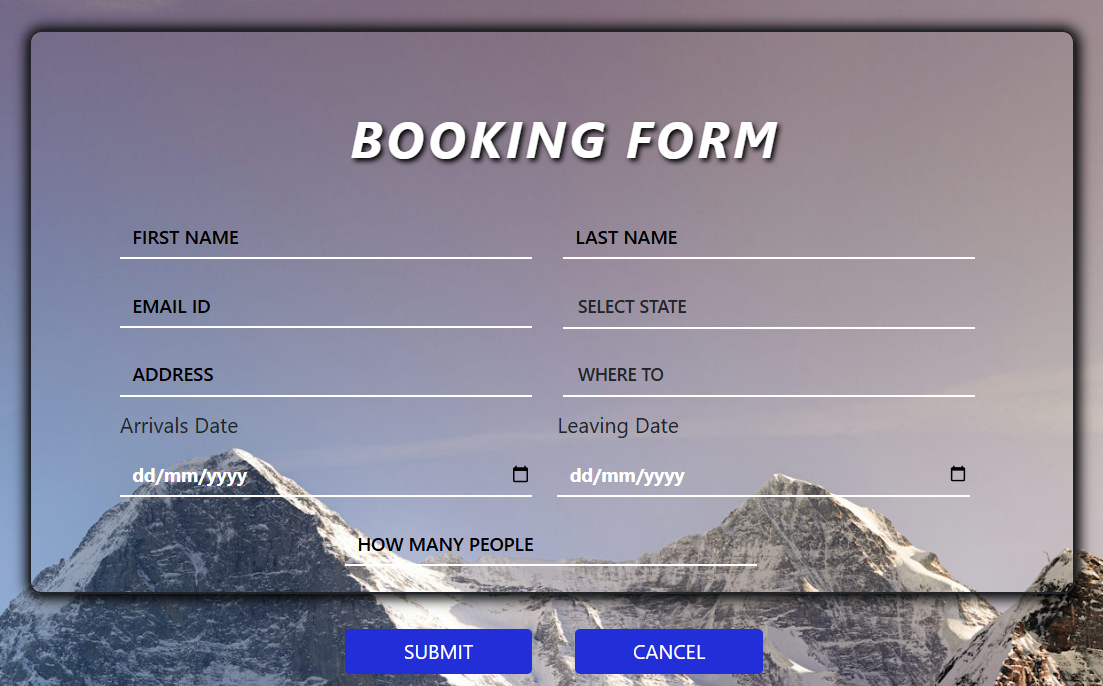 BOOKING FORM
FIRST NAME
LAST NAME
EMAIL ID
SELECT STATE
ADDRESS
WHERE TO
Arrivals Date
Leaving Date
dd/mm/yyyy
dd/mm/yyyy
HOW MANY PEOPLE
SUBMIT
CANCEL